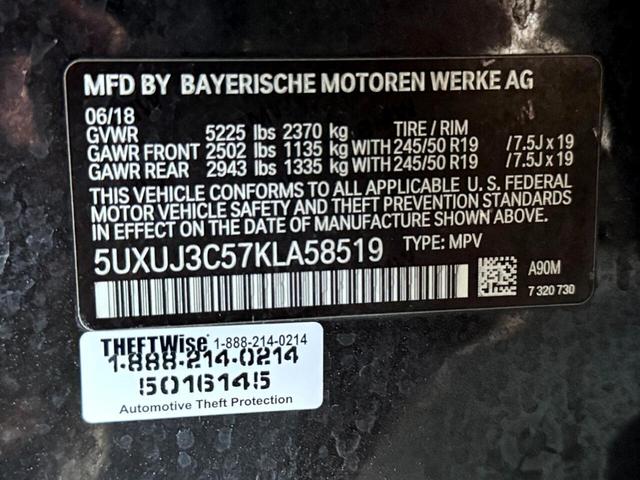 MFD BY BAYERISCHE MOTOREN WERKE AG
06/18
GVWR 5225 lbs 2370 kg TIRE / RIM
GAWR FRONT 2502 lbs 1135 kg WITH 245/50 R19 /7.5J x 19
GAWR REAR 2943 lbs 1335 kg WITH 245/50 R19 /7.5J x 19
THIS VEHICLE CONFORMS TO ALL APPLICABLE U. S. FEDERAL
MOTOR VEHICLE SAFETY AND THEFT PREVENTION STANDARDS
IN EFFECT ON THE DATE OF MANUFACTURE SHOWN ABOVE.
5UXUJ3C57KLA58519 TYPE: MPV
A90M
7 320 730
THEFTWise 1-888-214-0214
1-888-214-0214
5016145
Automotive Theft Protection